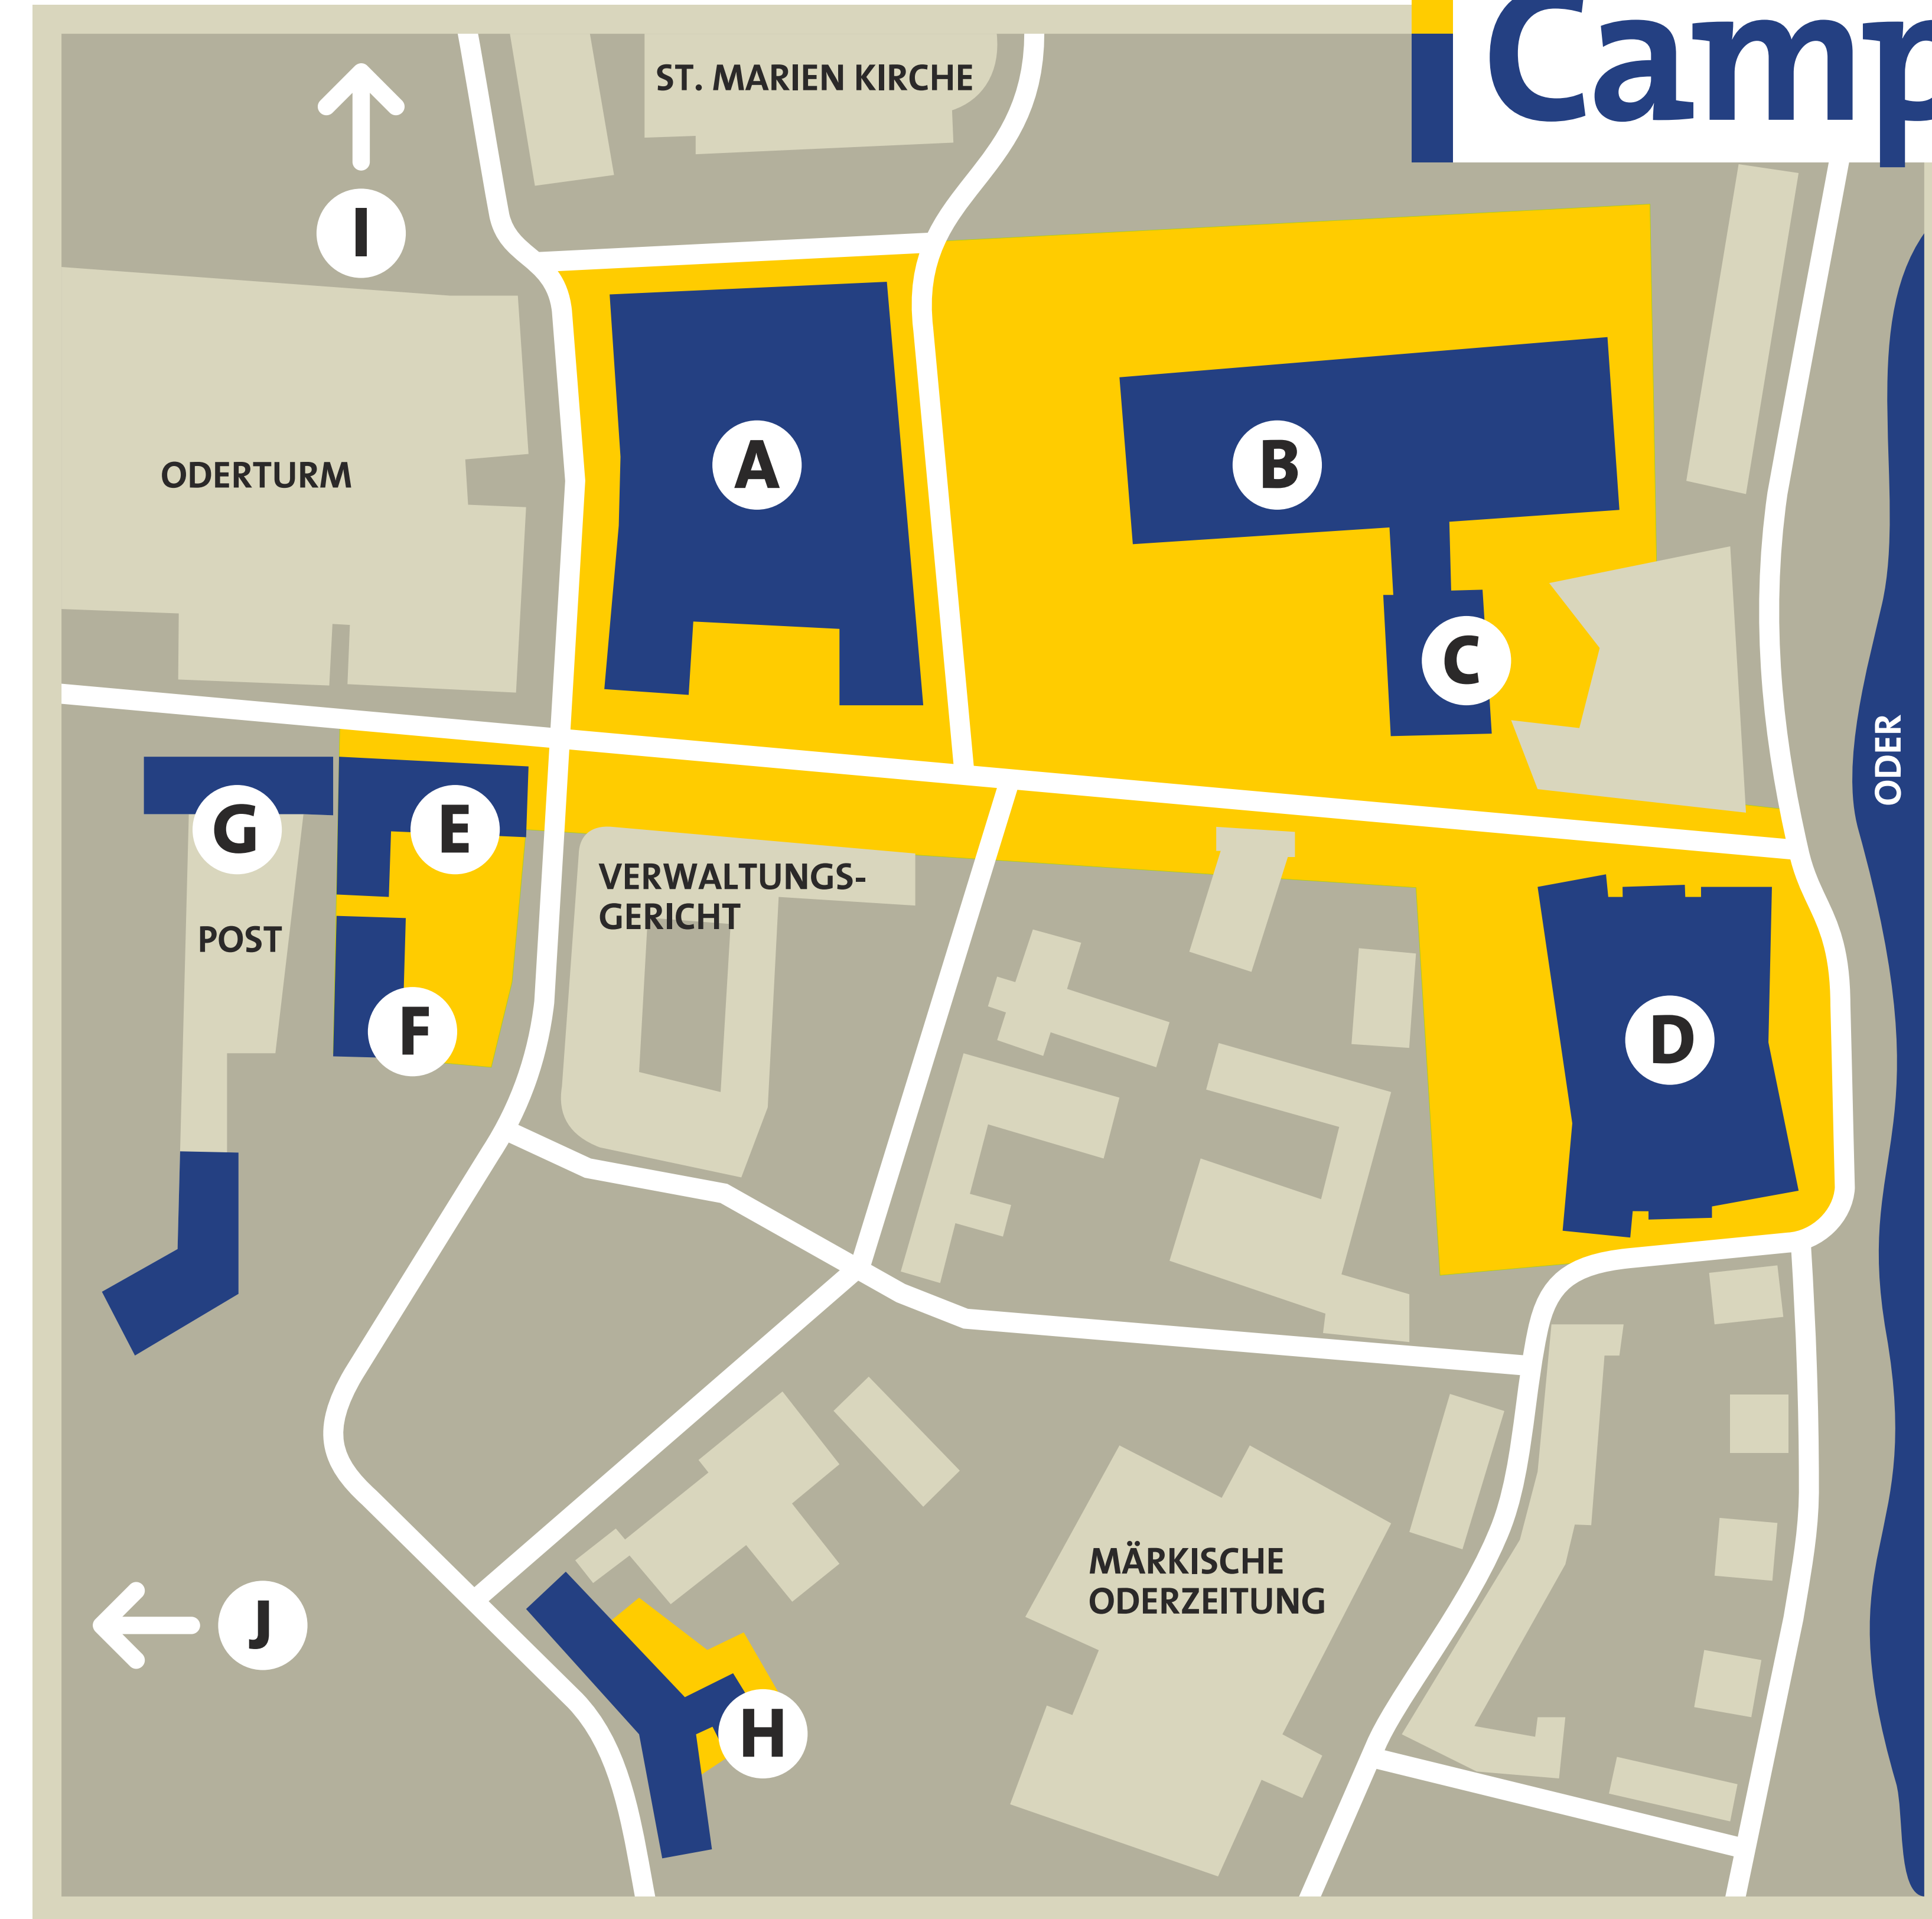 Camp
ST. MARIEN KIRCHE
I
A
B
ODERTURM
C
ODER
G
E
VERWALTUNGS-
GERICHT
POST
F
D
MÄRKISCHE
ODERZEITUNG
J
H